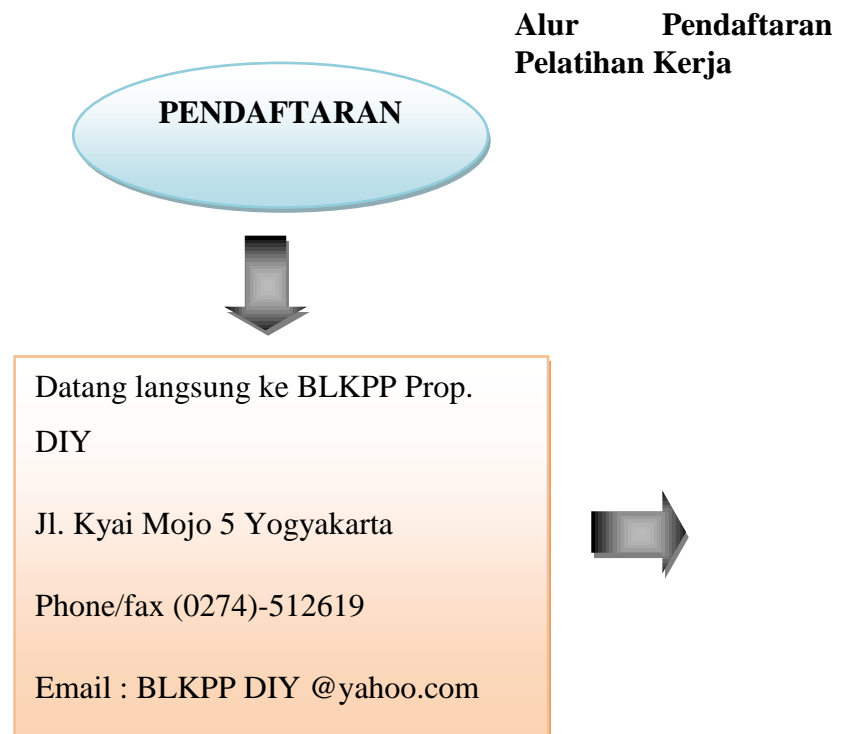 Alur Pendaftaran
Pelatihan Kerja
PENDAFTARAN
Datang langsung ke BLKPP Prop.
DIY
Jl. Kyai Mojo 5 Yogyakarta
Phone/fax (0274)-512619
Email : BLKPP DIY @yahoo.com